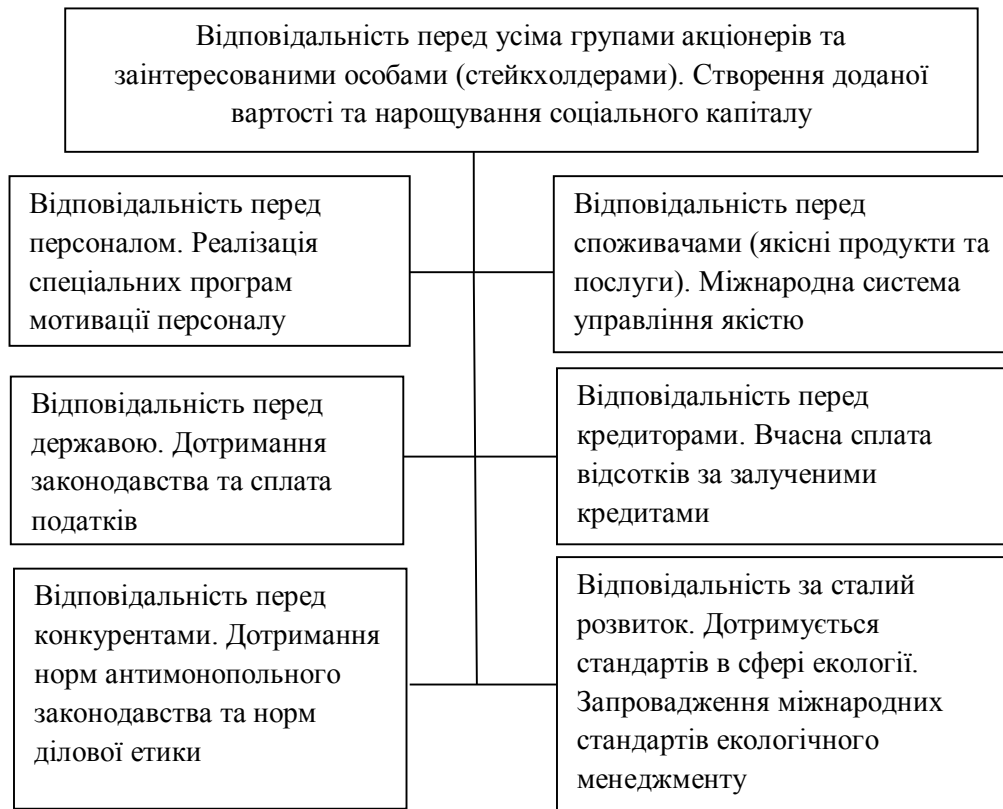 Відповідальність перед усіма групами акціонерів та
заінтересованими особами (стейкхолдерами). Створення доданої
вартості та нарощування соціального капіталу
Відповідальність перед
персоналом. Реалізація
спеціальних програм
мотивації персоналу
Відповідальність перед
споживачами (якісні продукти та
послуги). Міжнародна система
управління якістю
Відповідальність перед
державою. Дотримання
законодавства та сплата
податків
Відповідальність перед
кредиторами. Вчасна сплата
відсотків за залученими
кредитами
Відповідальність перед
конкурентами. Дотримання
норм антимонопольного
законодавства та норм
ділової етики
Відповідальність за сталий
розвиток. Дотримується
стандартів в сфері екології.
Запровадження міжнародних
стандартів екологічного
менеджменту